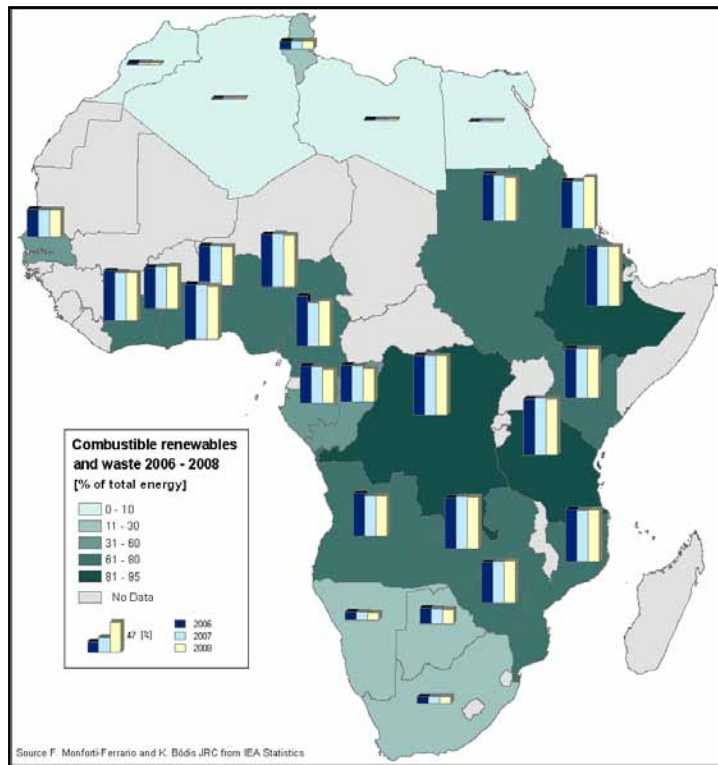 Combustible renewables
and waste 2006 - 2008
[% of total energy]
0 - 10
11 - 30
31 - 60
61 - 80
81 - 95
No Data
47 [%]
2006
2007
2008
Source F. Monforti-Ferrario and K. Bódis JRC from IEA Statistics